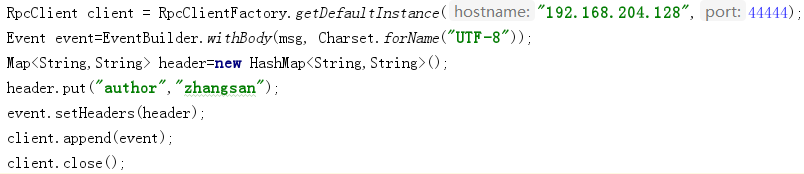 RpcClient client = RpcClientFactory.getDefaultInstance( hostname: "192.168.204.128", port: 44444);
Event event=EventBuilder.withBody(msg, Charset.forName("UTF-8"));
Map<String,String> header=new HashMap<String,String>();
header.put("author","zhangsan");
event.setHeaders(header);
client.append(event);
client.close();